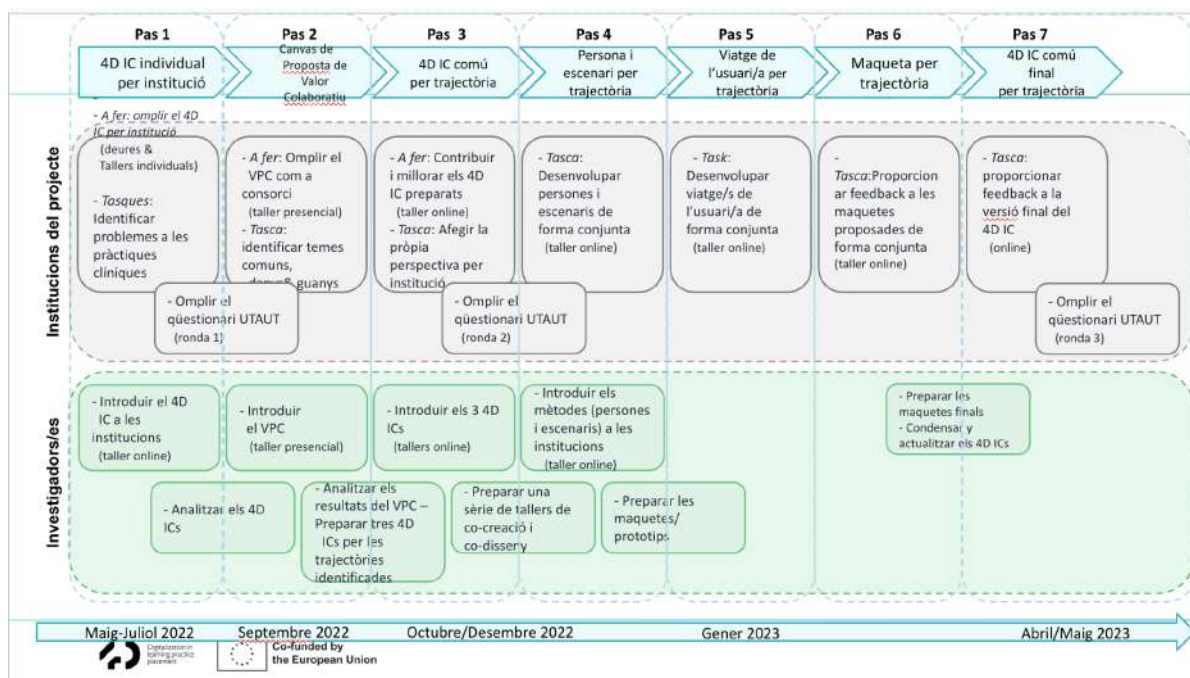 Pas 1
Pas 2
Pas 3
Pas 4
Pas 5
Pas 6
Pas 7
4D IC individual
per institució
Canvas de
Proposta de
Valor
Colaboratiu
4D IC comú
per trajectòria
Persona i
escenari per
trajectòria
Viatge de
l'usuari/a per
trajectòria
Maqueta per
trajectòria
4D IC comú
final
per trajectòria
Institucions del projecte
- A fer: omplir el 4D
IC per institució
(deures &
Tallers individuals)
- Tasques:
Identificar
problemes a les
pràctiques
clíniques
- A fer: Omplir el
VPC com a
consorci
(taller presencial)
- Tasca:
identificar temes
comuns,
guanys
- A fer: Contribuir
i millorar els 4D
IC preparats
(taller online)
- Tasca: Afegir la
pròpia
perspectiva per
institució
- Tasca:
Desenvolupar
persones i
escenaris de
forma conjunta
(taller online)
- Task:
Desenvolupar
viatge/s de
l'usuari/a de
forma conjunta
(taller online)
-
Tasca:Proporcion
ar feedback a les
maquetes
proposades de
forma conjunta
(taller online)
- Tasca:
proporcionar
feedback a la
versió final del
4D IC
(online)
- Omplir el
qüestionari UTAUT
(ronda 1)
- Omplir el
qüestionari UTAUT
(ronda 2)
- Omplir el
qüestionari UTAUT
(ronda 3)
Investigadors/es
- Introduir el 4D
IC a les
institucions
(taller online)
- Introduir
el VPC
(taller presencial)
- Introduir els 3 4D
ICs
(tallers online)
- Introduir els
mètodes (persones
i escenaris) a les
institucions
(taller online)
- Preparar les
maquetes finals
- Condensar y
actualitzar els 4D ICs
- Analitzar els 4D
ICs
- Analitzar els
resultats del VPC –
Preparar tres 4D
ICs per les
trajectòries
identificades
- Preparar una
sèrie de tallers de
co-creació i
co-disseny
- Preparar les
maquetes/
prototips
Maig-Juliol 2022
Septembre 2022
Octubre/Desembre 2022
Gener 2023
Abril/Maig 2023
Digitalization in
learning practice
placement
Co-funded by
the European Union